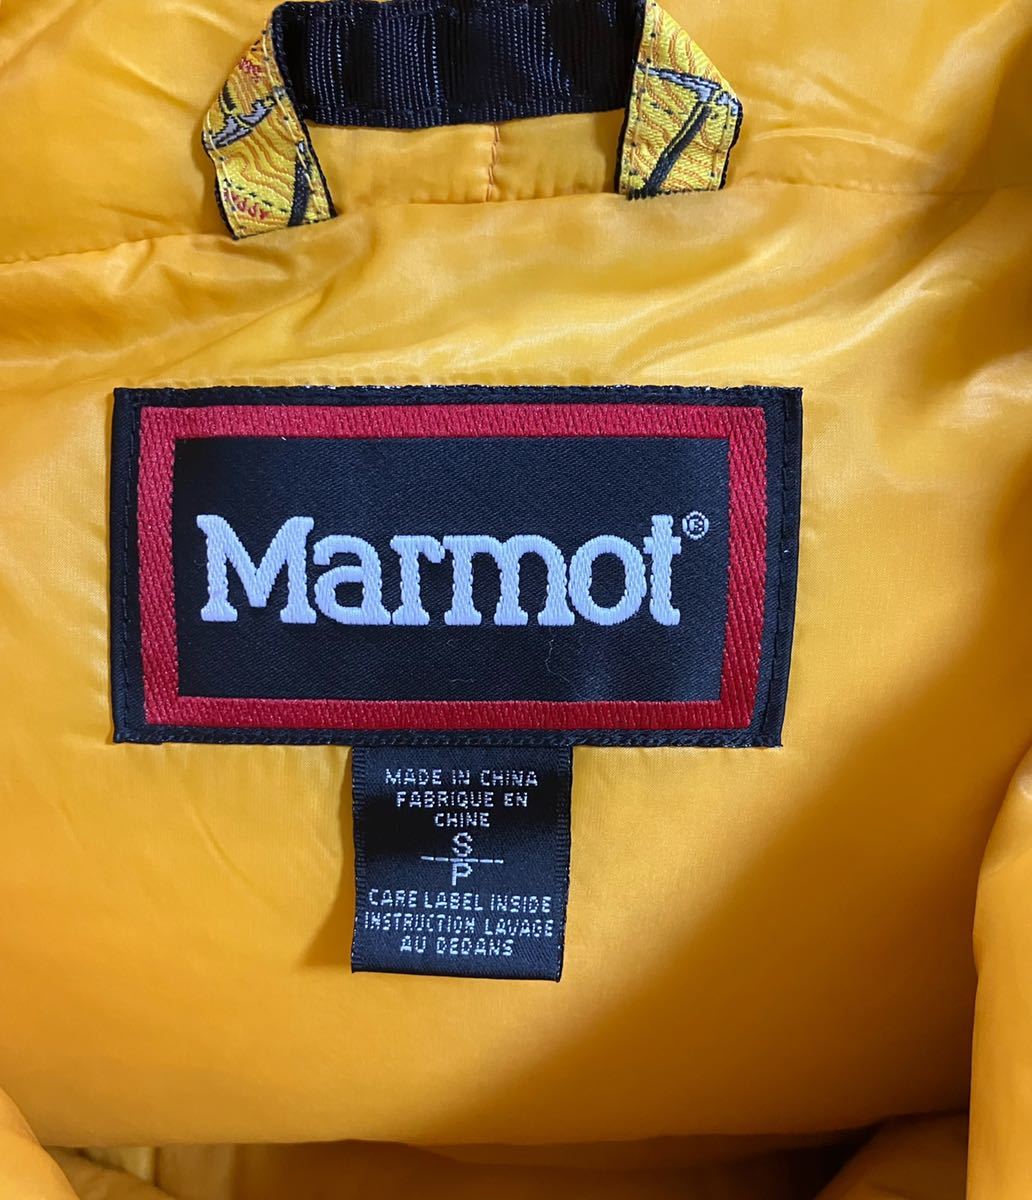 Marmot®
MADE IN CHINA
FABRIQUE EN
CHINE
S
P
CARE LABEL INSIDE
INSTRUCTION LAVAGE
AU DEDANS